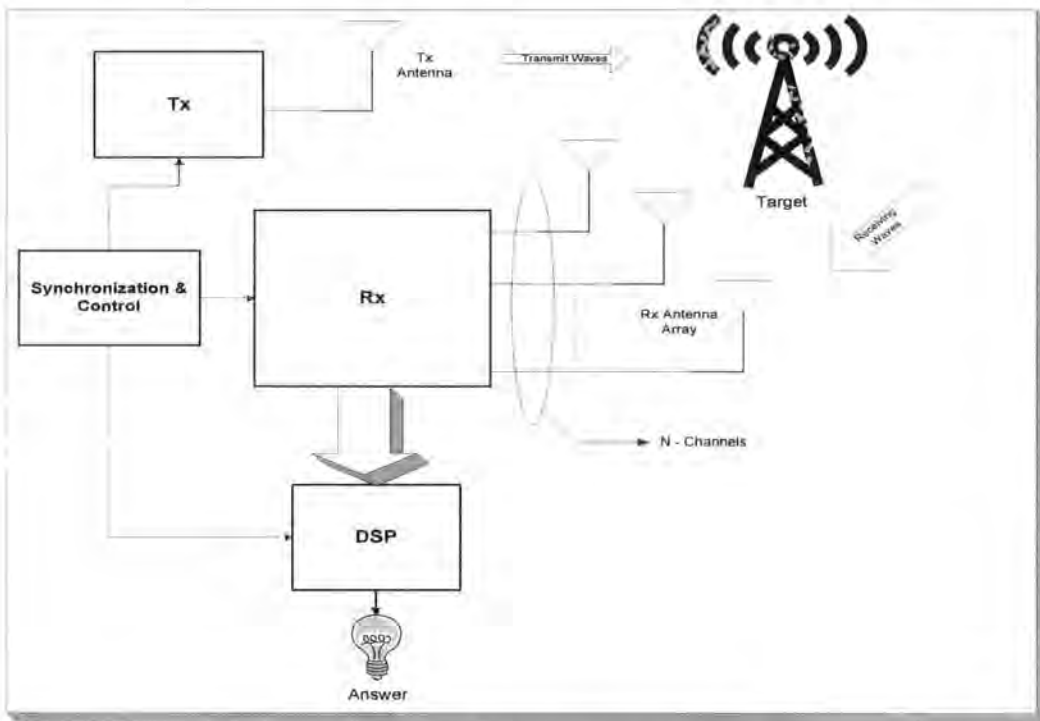 Tx
Tx
Antenna
Transmit Waves
Target
Receiving
Waves
Synchronization &
Control
Rx
Rx Antenna
Array
N - Channels
DSP
Answer